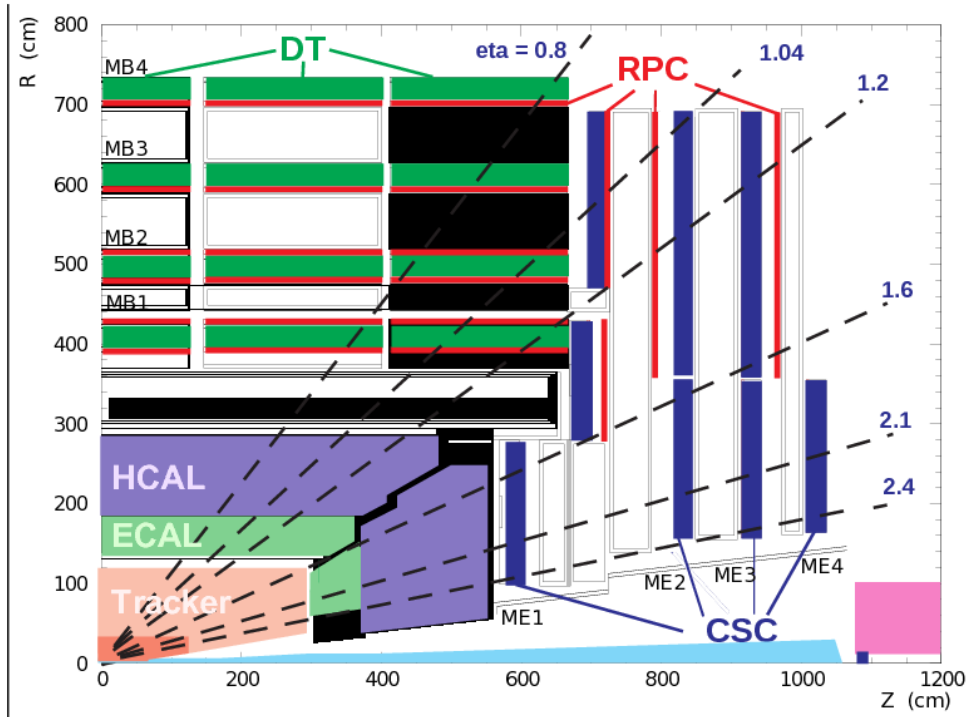 800
700
600
500
400
300
200
100
0
R (cm)
MB4
MB3
MB2
MB1
DT
eta = 0.8
RPC
1.04
1.2
1.6
2.1
2.4
HCAL
ECAL
Tracker
ME1
ME2
ME3
ME4
CSC
0
200
400
600
800
1000
1200
Z (cm)